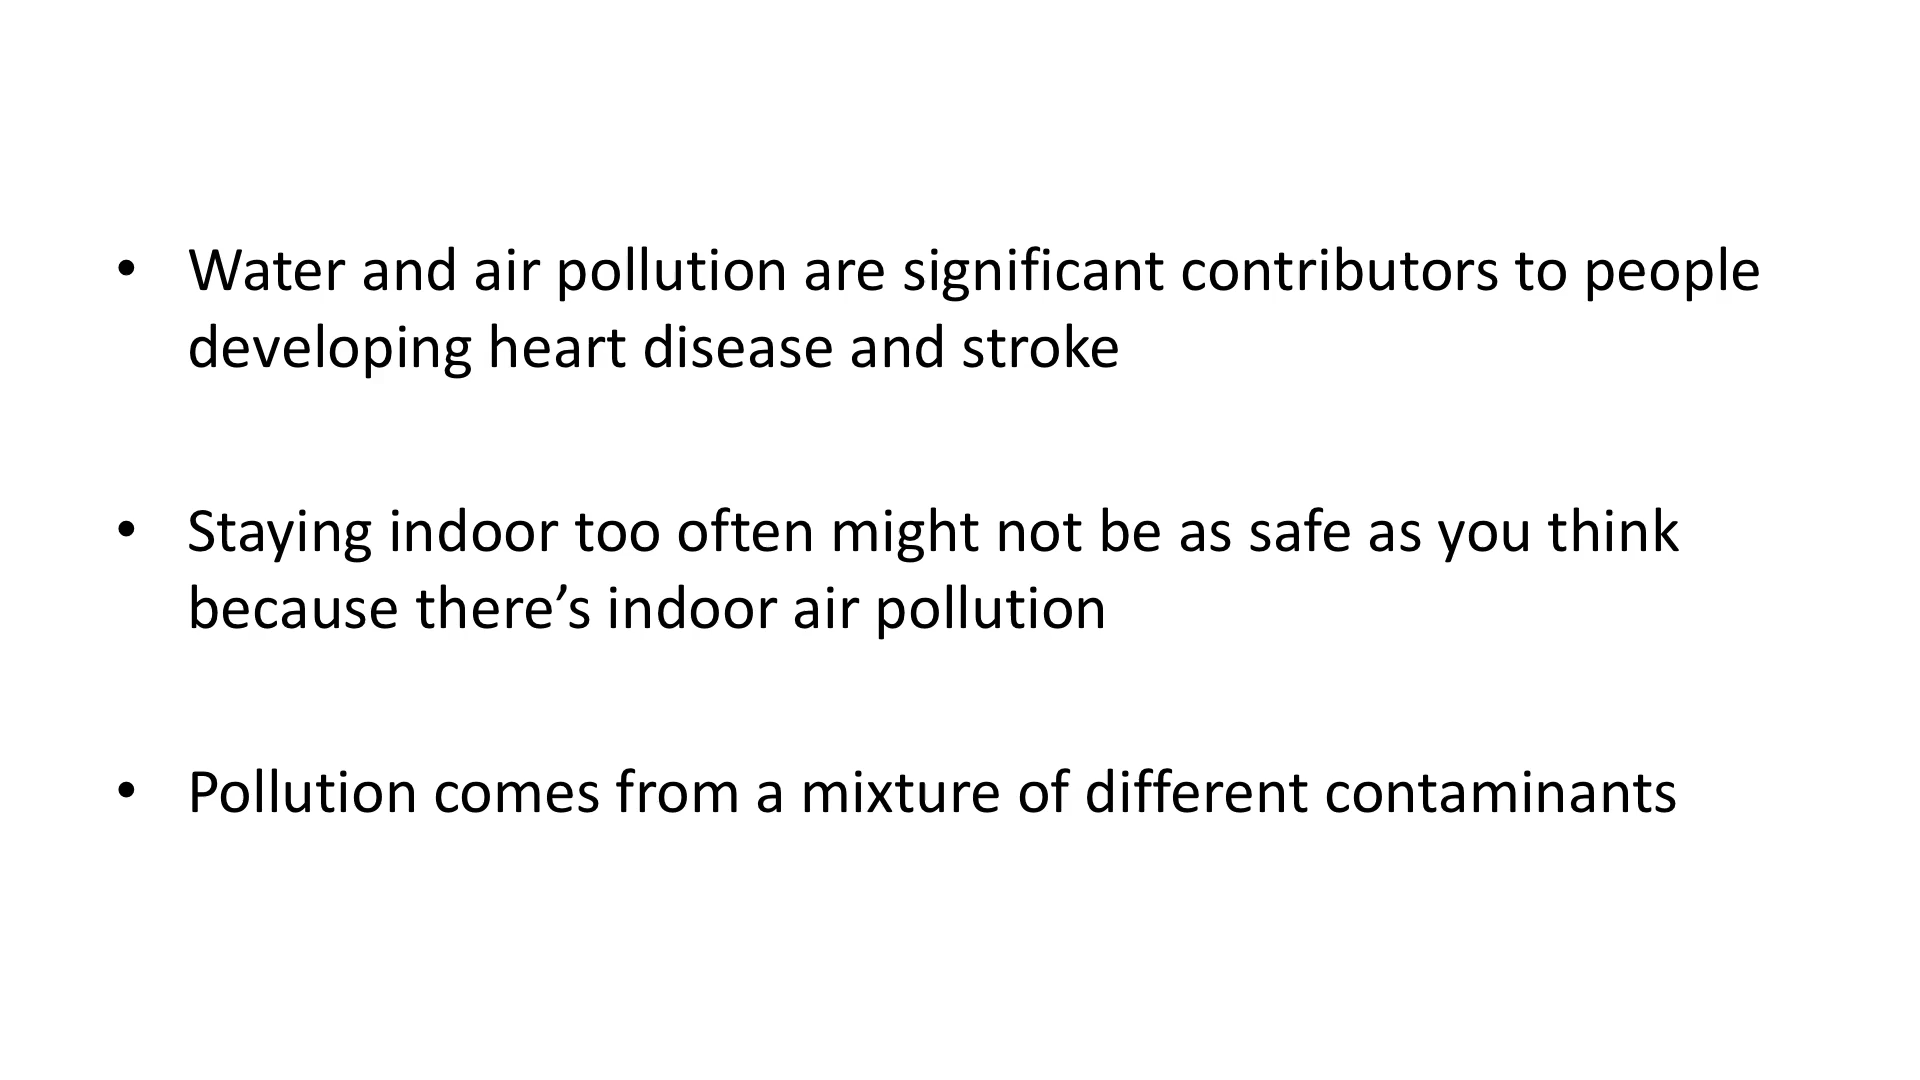 • Water and air pollution are significant contributors to people
developing heart disease and stroke
• Staying indoor too often might not be as safe as you think
because there’s indoor air pollution
• Pollution comes from a mixture of different contaminants